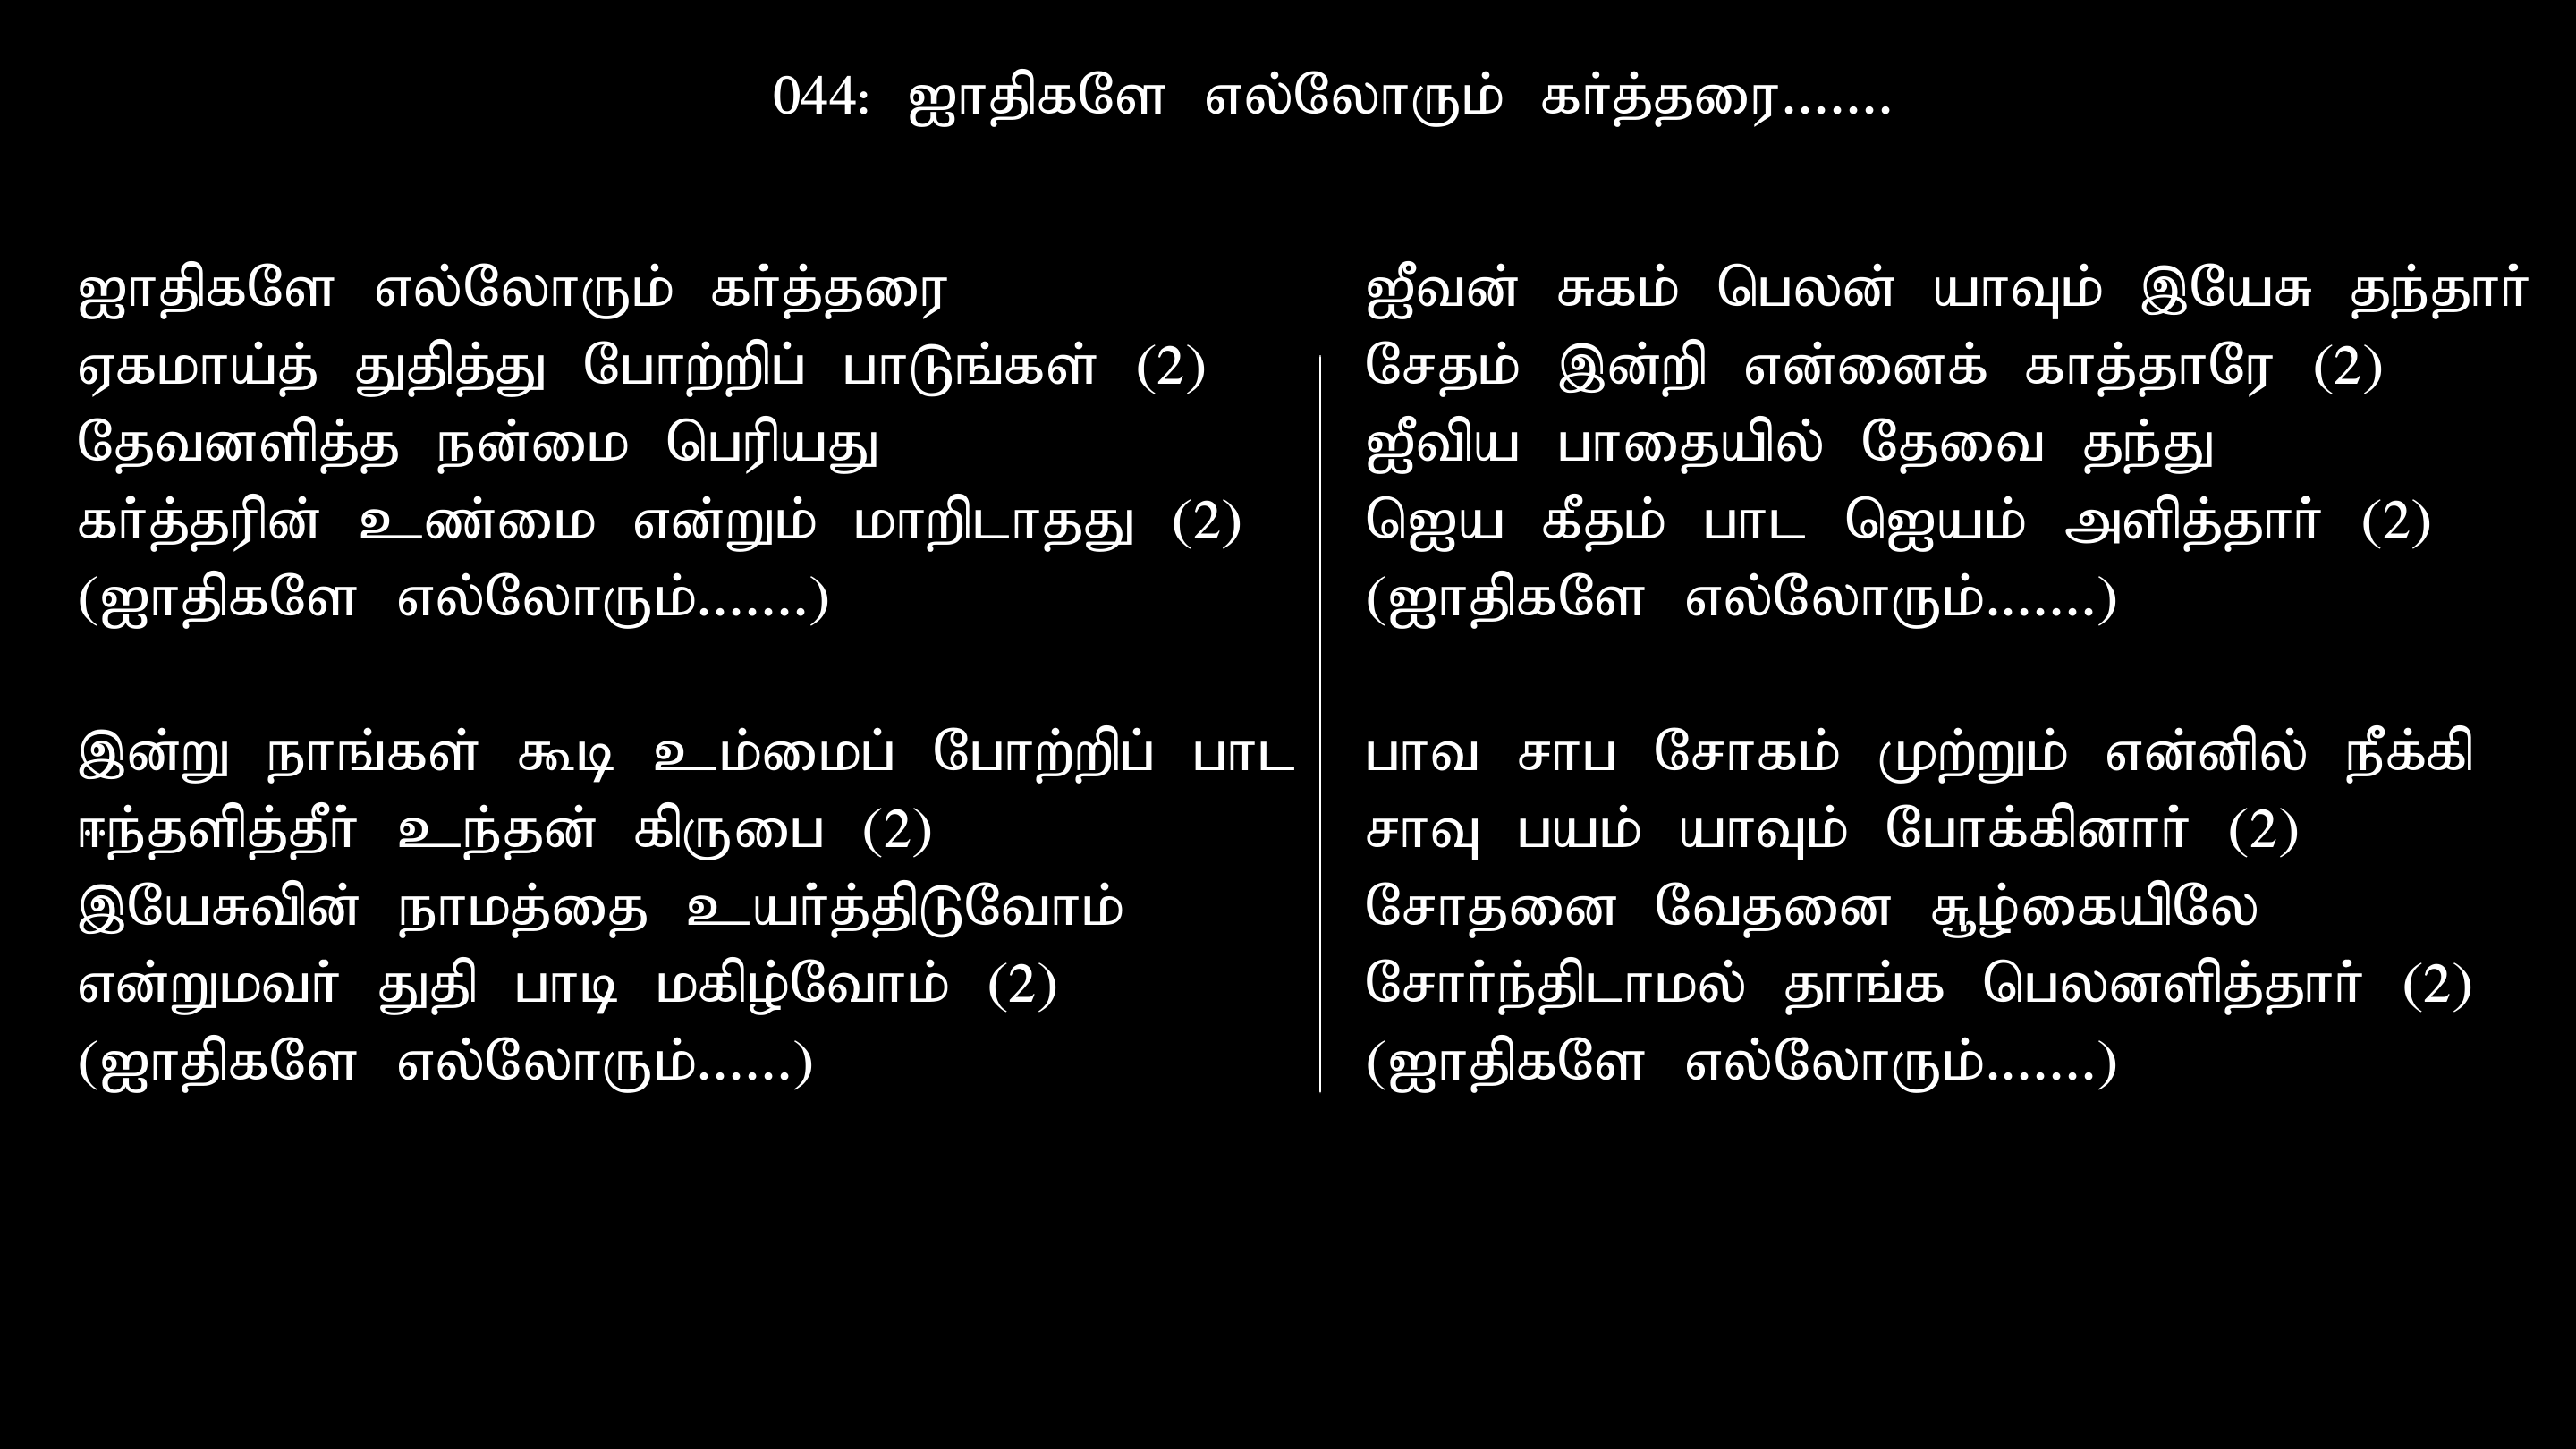 044: ஜாதிகளே எல்லோரும் கர்த்தரை.......
ஜாதிகளே எல்லோரும் கர்த்தரை
ஏகமாய்த் துதித்து போற்றிப் பாடுங்கள் (2)
தேவனளித்த நன்மை பெரியது
கர்த்தரின் உண்மை என்றும் மாறிடாதது (2)
(ஜாதிகளே எல்லோரும்.......)
இன்று நாங்கள் கூடி உம்மைப் போற்றிப் பாட
ஈந்தளித்தீர் உந்தன் கிருபை (2)
இயேசுவின் நாமத்தை உயர்த்திடுவோம்
என்றுமவர் துதி பாடி மகிழ்வோம் (2)
(ஜாதிகளே எல்லோரும்......)
ஜீவன் சுகம் பெலன் யாவும் இயேசு தந்தார்
சேதம் இன்றி என்னைக் காத்தாரே (2)
ஜீவிய பாதையில் தேவை தந்து
ஜெய கீதம் பாட ஜெயம் அளித்தார் (2)
(ஜாதிகளே எல்லோரும்.......)
பாவ சாப சோகம் முற்றும் என்னில் நீக்கி
சாவு பயம் யாவும் போக்கினார் (2)
சோதனை வேதனை சூழ்கையிலே
சோர்ந்திடாமல் தாங்க பெலனளித்தார் (2)
(ஜாதிகளே எல்லோரும்.......)